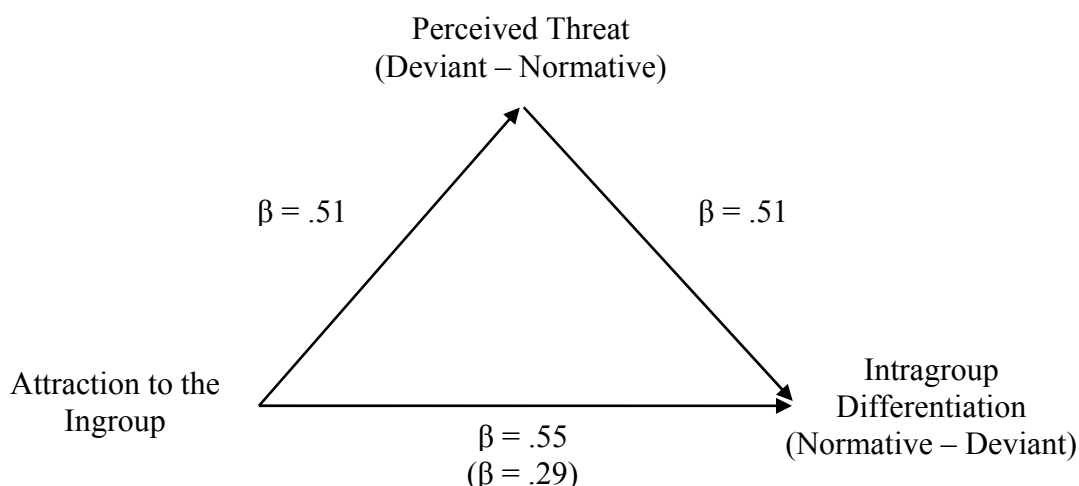 Perceived Threat
(Deviant – Normative)
β = .51
β = .51
Attraction to the
Ingroup
β = .55
(β = .29)
Intragroup
Differentiation
(Normative – Deviant)